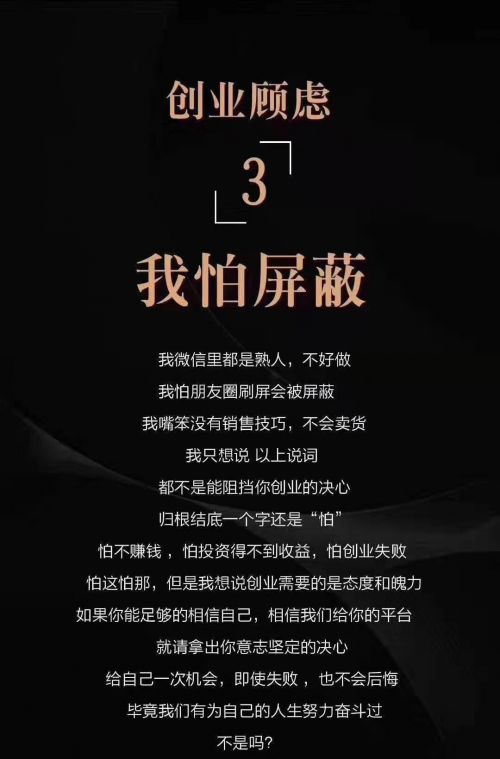 创业顾虑
3
我怕屏蔽
我微信里都是熟人，不好做
我怕朋友圈刷屏会被屏蔽
我嘴笨没有销售技巧，不会卖货
我只想说 以上说词
都不是能阻挡你创业的决心
归根结底一个字还是“怕”
怕不赚钱 ，怕投资得不到收益，怕创业失败
怕这怕那，但是我想说创业需要的是态度和魄力
如果你能足够的相信自己，相信我们给你的平台
就请拿出你意志坚定的决心
给自己一次机会，即使失败 ，也不会后悔
毕竟我们有为自己的人生努力奋斗过
不是吗?